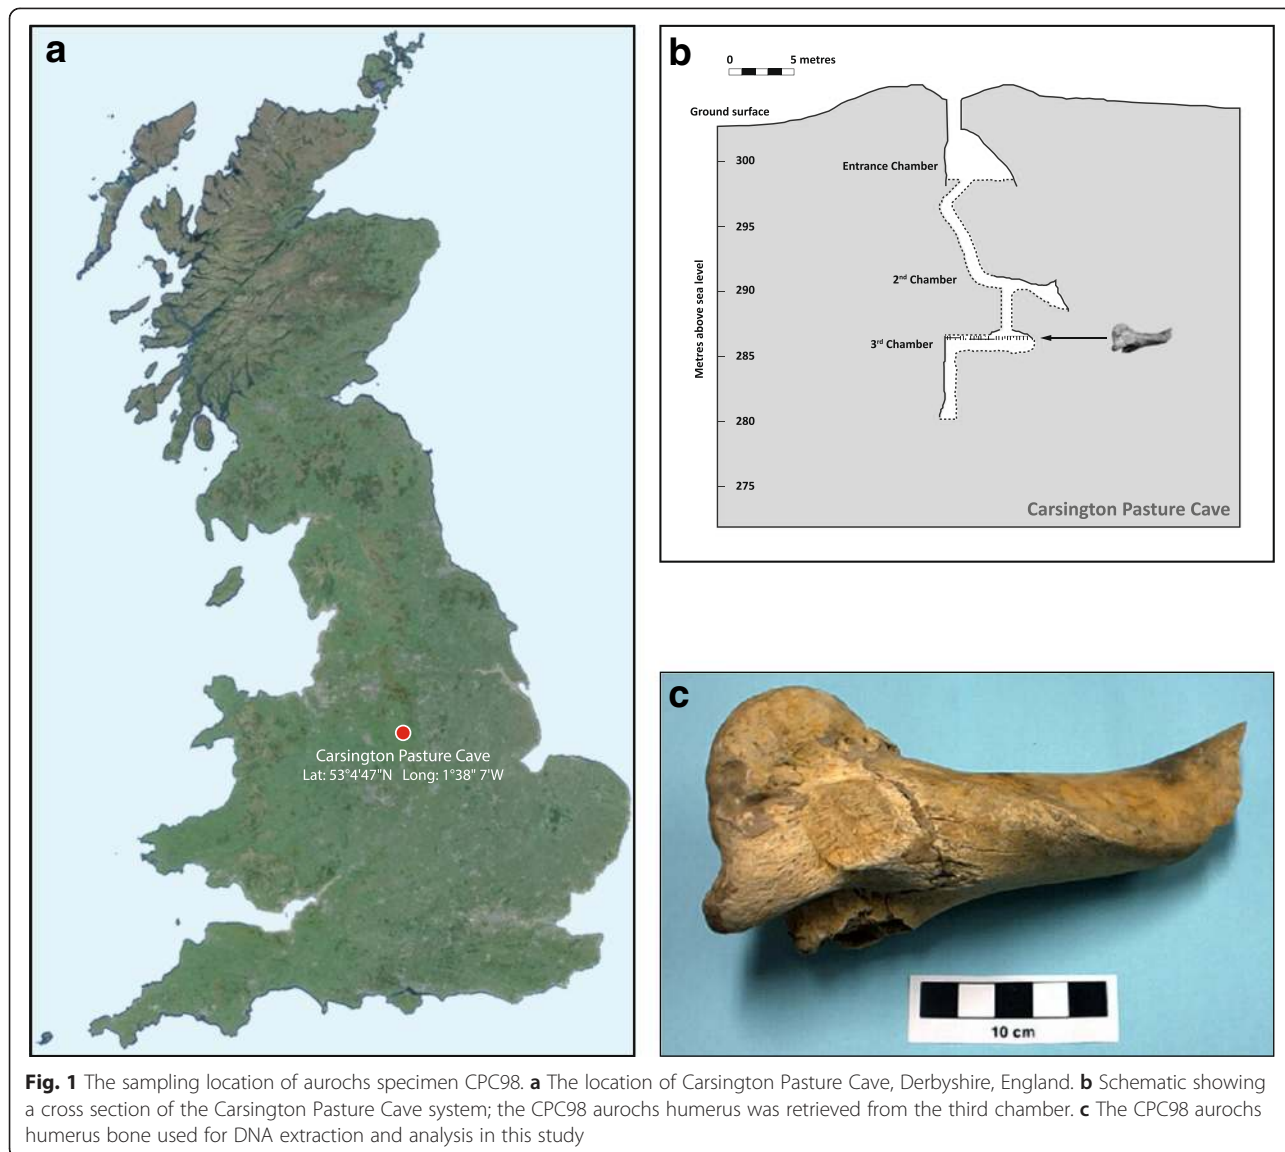 a
Carsington Pasture Cave
Lat: 53°4'47"N Long: 1°38" 7'W
b
0 5 metres
Ground surface
300
Entrance Chamber
295
2nd Chamber
290
Metres above sea level
3rd Chamber
285
280
275
Carsington Pasture Cave
c
10 cm
Fig. 1 The sampling location of aurochs specimen CPC98. a The location of Carsington Pasture Cave, Derbyshire, England. b Schematic showing
a cross section of the Carsington Pasture Cave system; the CPC98 aurochs humerus was retrieved from the third chamber. c The CPC98 aurochs
humerus bone used for DNA extraction and analysis in this study